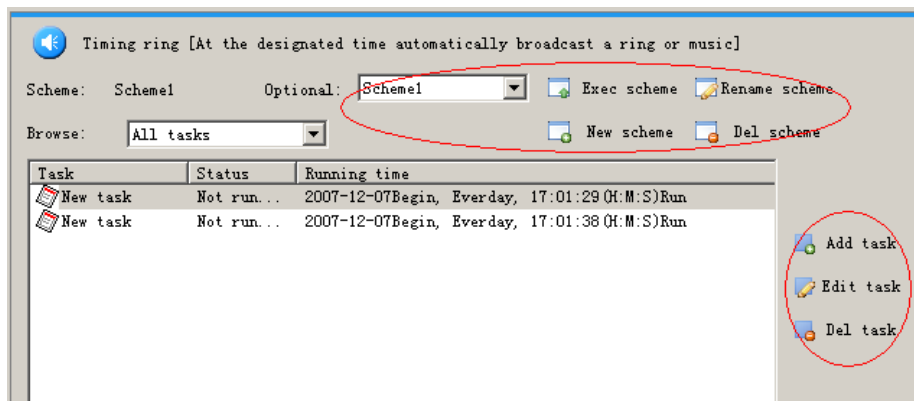 Timing ring [At the designated time automatically broadcast a ring or music]
Scheme: Scheme1 Optional: Scheme1 Exec scheme Rename scheme
Browse: All tasks New scheme Del scheme
Task Status Running time
New task Not run... 2007-12-07Begin, Everday, 17:01:29(H:M:S)Run
New task Not run... 2007-12-07Begin, Everday, 17:01:38(H:M:S)Run
Add task
Edit task
Del task